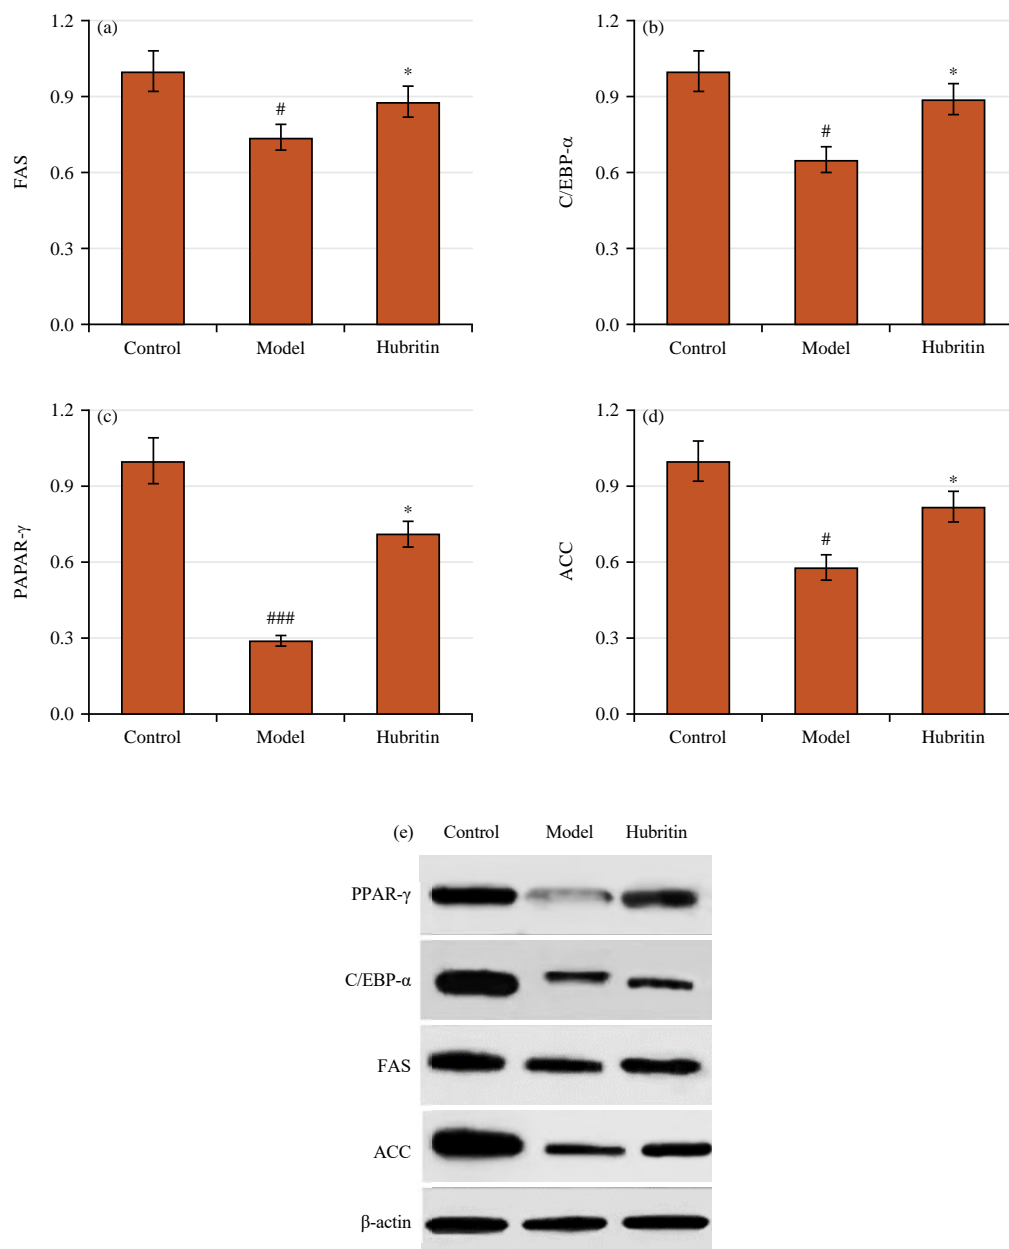 (a)
1.2
0.9
0.6
0.3
0.0
FAS
#
*
Control Model Hubritin
(b)
1.2
0.9
0.6
0.3
0.0
C/EBP-α
#
*
Control Model Hubritin
(c)
1.2
0.9
0.6
0.3
0.0
PAPAR-γ
###
*
Control Model Hubritin
(d)
1.2
0.9
0.6
0.3
0.0
ACC
#
*
Control Model Hubritin
(e) Control Model Hubritin
PPAR-γ
C/EBP-α
FAS
ACC
β-actin